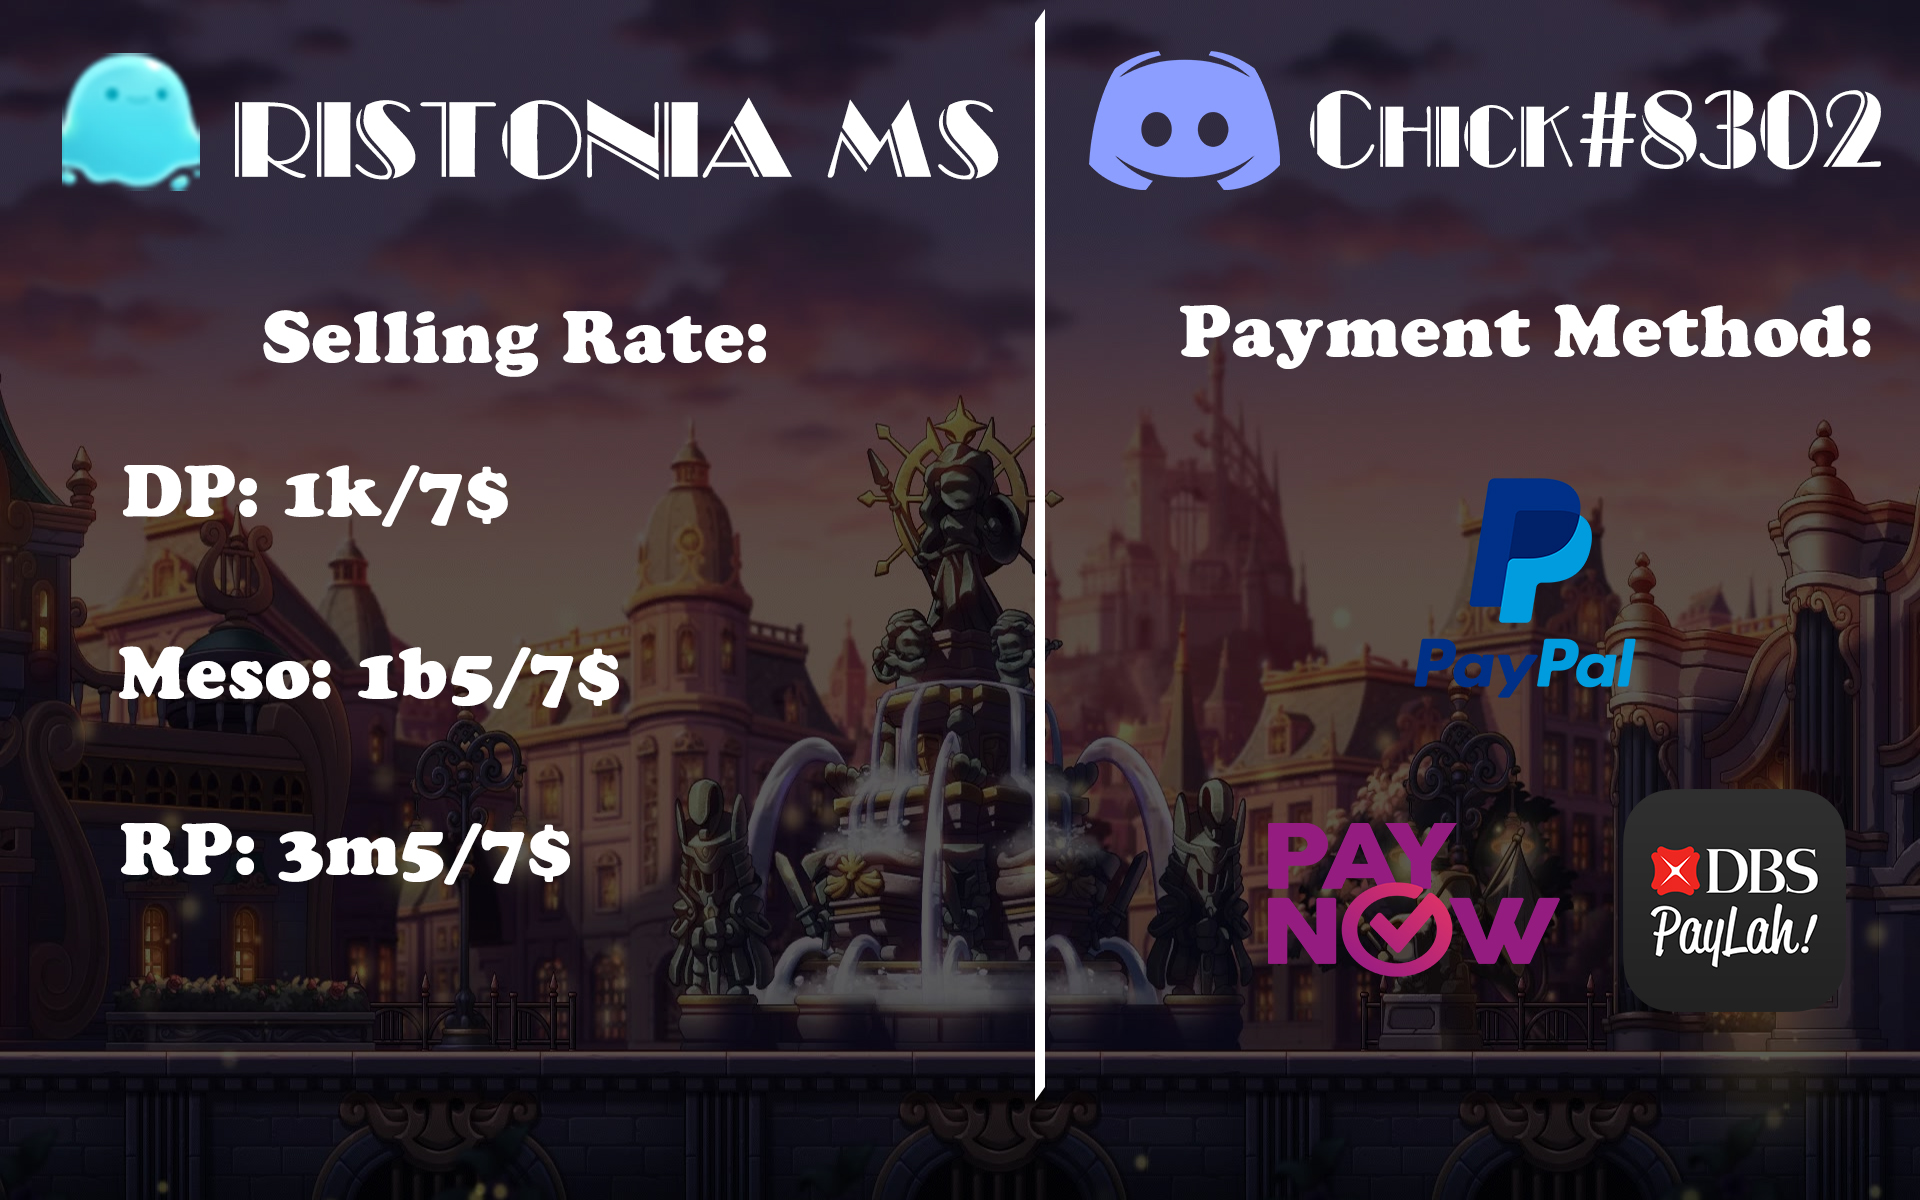 RISTONIA MS
Selling Rate:
DP: 1k/7$
Meso: 1b5/7$
RP: 3m5/7$
Chick#8302
Payment Method:
PayPal
PAY
NOW
DBS
PayLah!